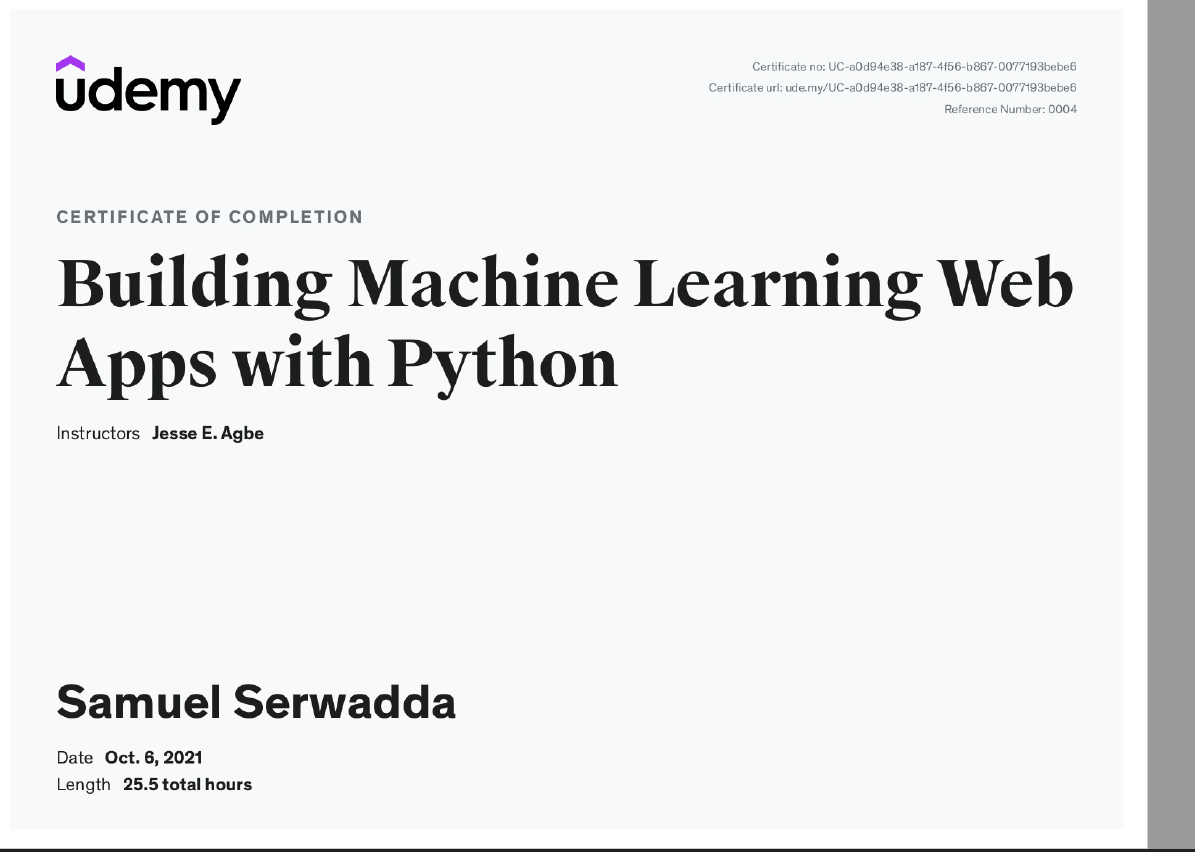 udemy
Certificate no: UC-a0d94e38-a187-4f56-b867-0077193bebe6
Certificate url: ude.my/UC-a0d94e38-a187-4f56-b867-0077193bebe6
Reference Number: 0004
CERTIFICATE OF COMPLETION
Building Machine Learning Web
Apps with Python
Instructors Jesse E. Agbe
Samuel Serwadda
Date Oct. 6, 2021
Length 25.5 total hours